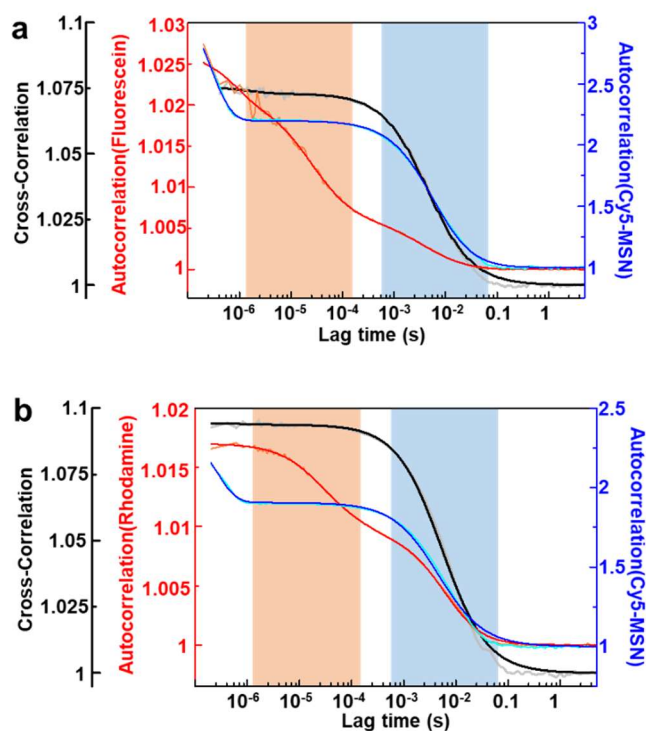 a
Cross-Correlation
1.1
1.075
1.05
1.025
1
Autocorrelation(Fluorescein)
1.03
1.025
1.02
1.015
1.01
1.005
1
Autocorrelation(Cy5-MSN)
3
2.5
2
1.5
1
10-6 10-5 10-4 10-3 10-2 0.1 1
Lag time (s)
b
Cross-Correlation
1.1
1.075
1.05
1.025
1
Autocorrelation(Rhodamine)
1.02
1.015
1.01
1.005
1
Autocorrelation(Cy5-MSN)
2.5
2
1.5
1
10-6 10-5 10-4 10-3 10-2 0.1 1
Lag time (s)